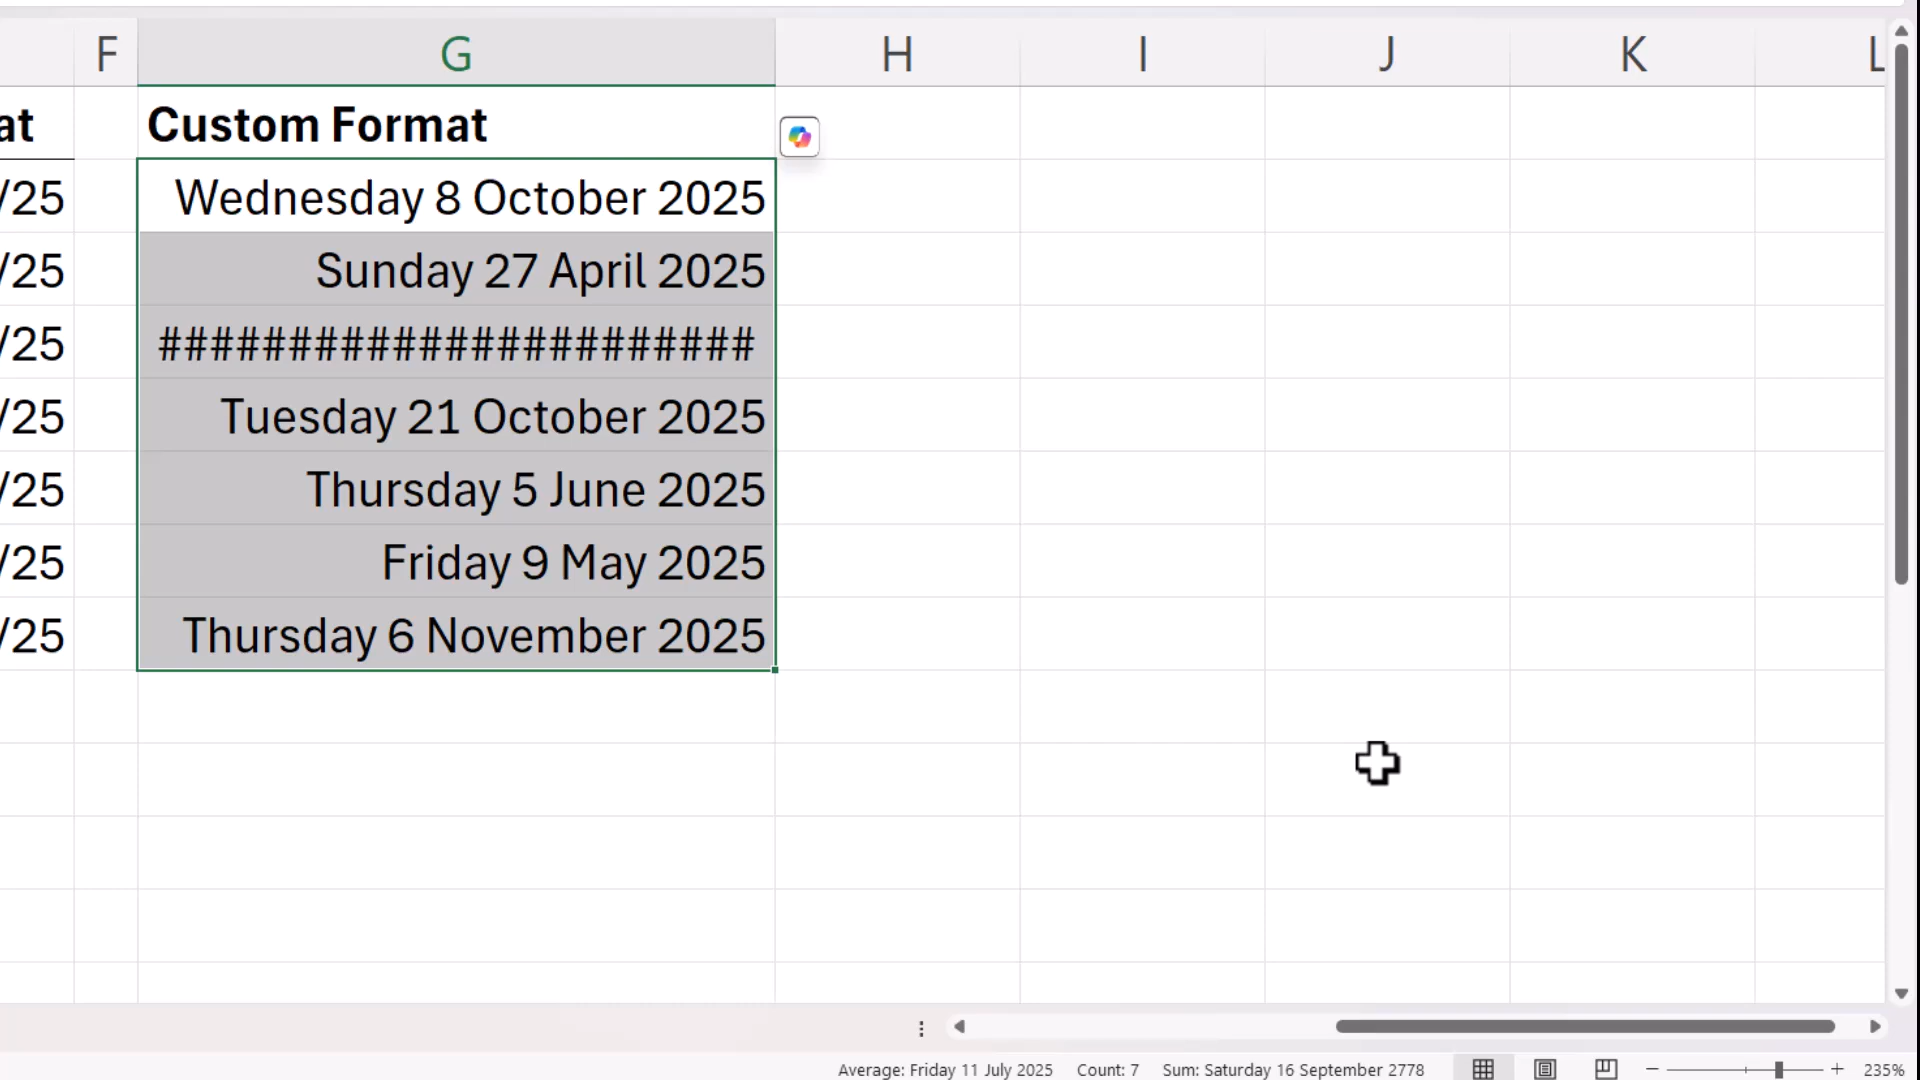 F G H I J K L
at Custom Format
/25 Wednesday 8 October 2025
/25 Sunday 27 April 2025
/25 #######################
/25 Tuesday 21 October 2025
/25 Thursday 5 June 2025
/25 Friday 9 May 2025
/25 Thursday 6 November 2025
Average: Friday 11 July 2025 Count: 7 Sum: Saturday 16 September 2778 235%